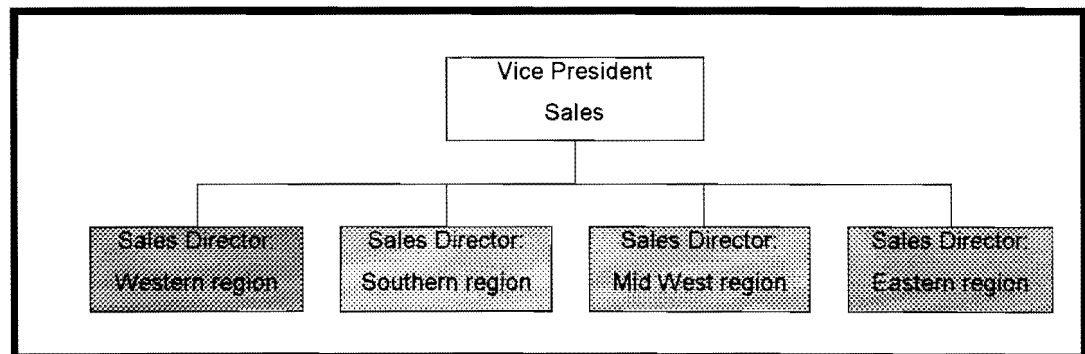 Vice President
Sales
Sales Director:
Western region
Sales Director:
Southern region
Sales Director:
Mid West region
Sales Director:
Eastern region